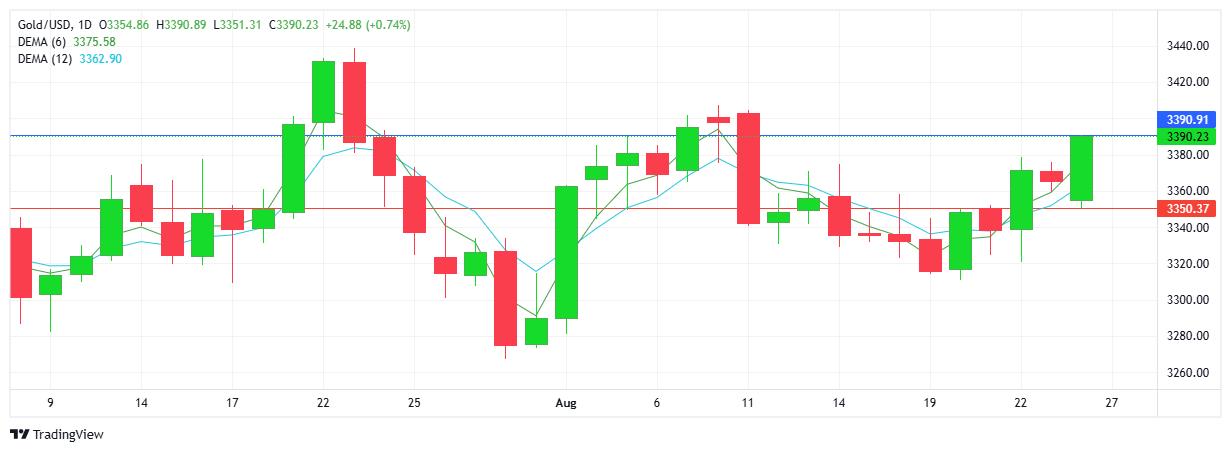 Gold/USD, 1D O3354.86 H3390.89 L3351.31 C3390.23 +24.88 (+0.74%)
DEMA (6) 3375.58
DEMA (12) 3362.90
3440.00
3420.00
3390.91
3390.23
3380.00
3360.00
3350.37
3340.00
3320.00
3300.00
3280.00
3260.00
9 14 17 22 25 Aug 6 11 14 19 22 27
TradingView